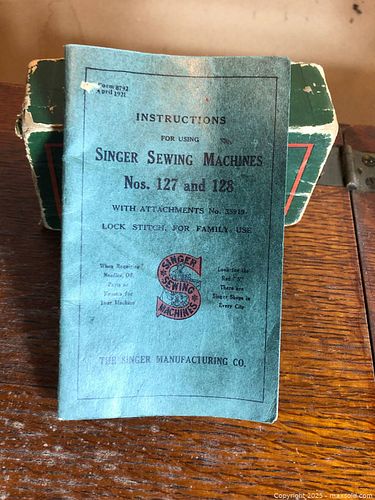 Form 8792
April 1921
INSTRUCTIONS
FOR USING
SINGER SEWING MACHINES
Nos. 127 and 128
WITH ATTACHMENTS No.
LOCK STITCH, FOR FAMILY USE
When Requiring
Needles, Oil,
Parts or
Repairs for
Your Machine
SINGER
SEWING
MACHINES
Look for the
Red
There are
Singer Shops in
Every City
THE SINGER MANUFACTURING CO.
Copyright 2025 - maxsold.com